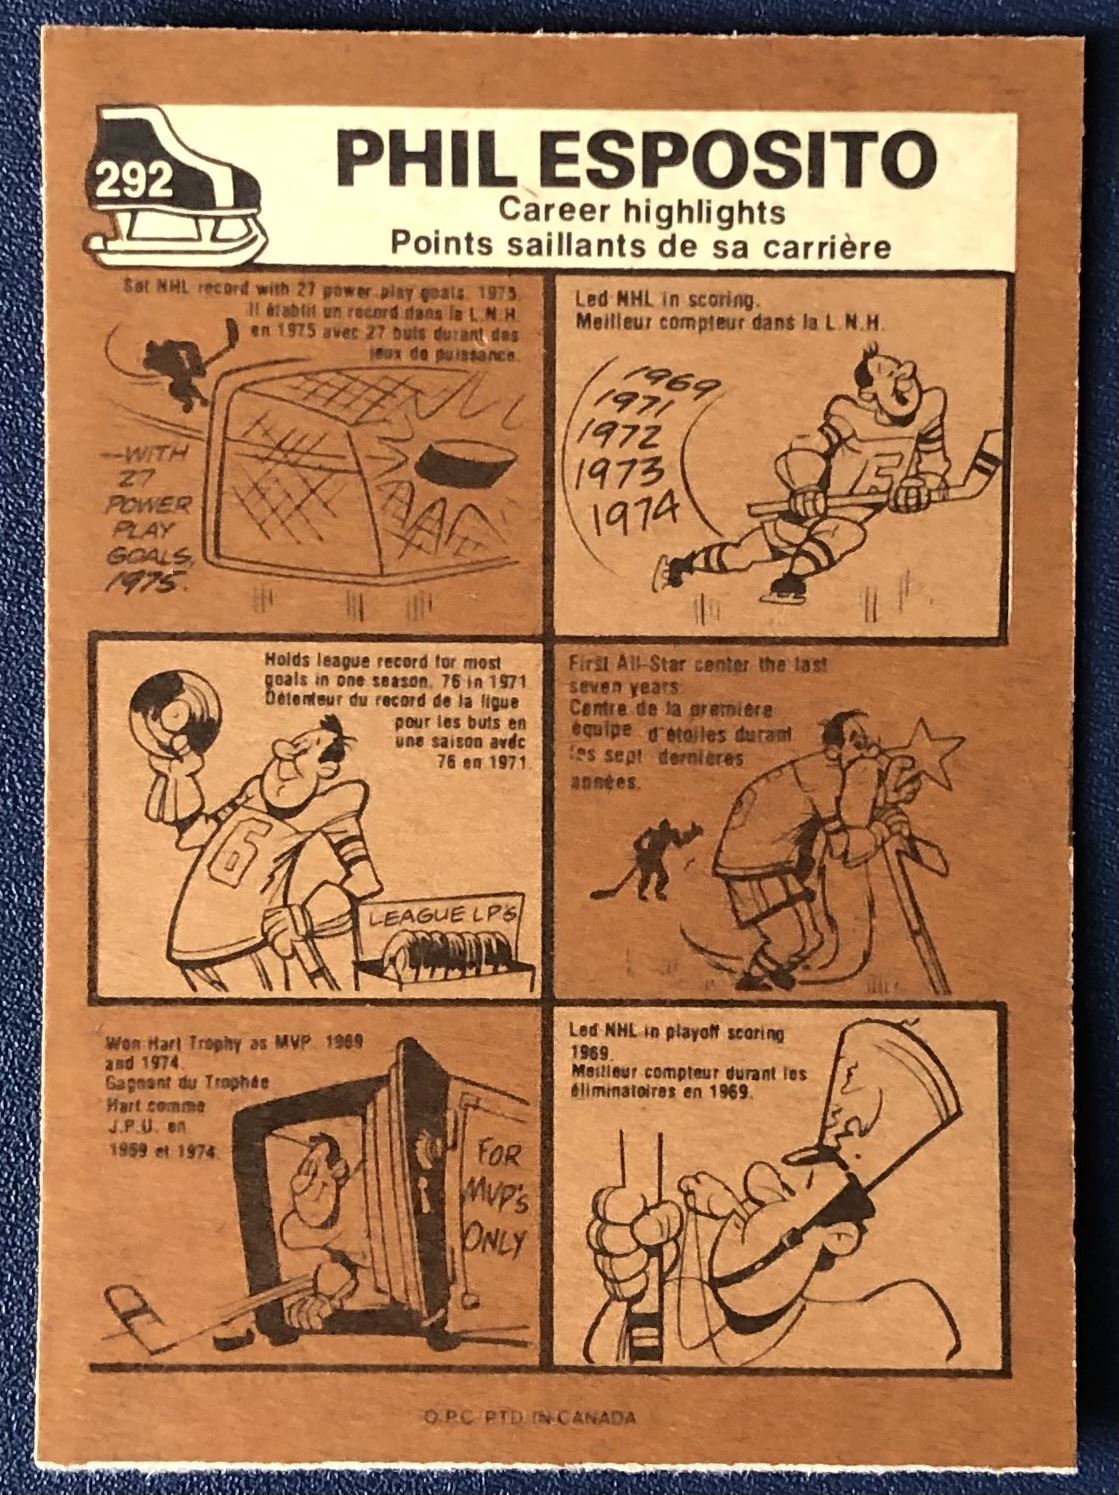 292
PHIL ESPOSITO
Career highlights
Points saillants de sa carrière
Set NHL record with 27 power play goals, 1975.
Il établit un record dans la L.N.H.
en 1975 avec 27 buts durant des
jeux de puissance.
—WITH
27
POWER
PLAY
GOALS,
1975.
Led NHL in scoring.
Meilleur compteur dans la L.N.H.
1969
1971
1972
1973
1974
Holds league record for most
goals in one season, 76 in 1971
Détenteur du record de la ligue
pour les buts en
une saison avec
76 en 1971.
6
LEAGUE LP'S
First All-Star center the last
seven years.
Centre de la première
équipe d'étoiles durant
les sept dernières
années.
Won Hart Trophy as MVP 1969
and 1974.
Gagnant du Trophée
Hart comme
J.P.U. en
1969 et 1974.
FOR
MVP'S
ONLY
Led NHL in playoff scoring
1969.
Meilleur compteur durant les
éliminatoires en 1969.
O.P.C. PTD. IN CANADA